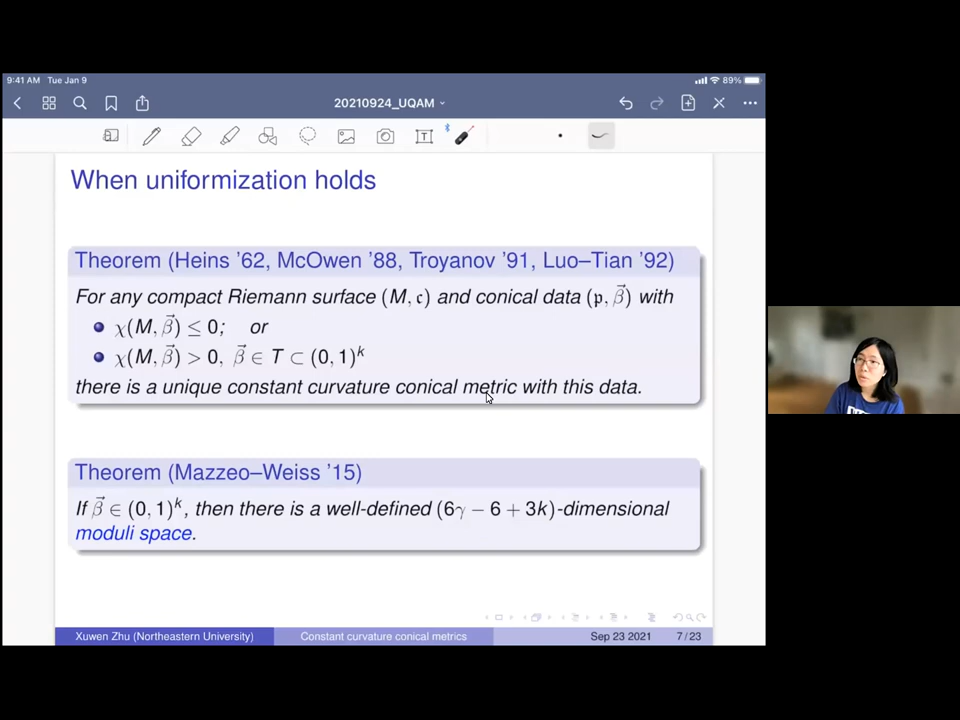 9:41 AM Tue Jan 9
89%
20210924_UQAM
T
When uniformization holds
Theorem (Heins ’62, McOwen ’88, Troyanov ’91, Luo–Tian ’92)
For any compact Riemann surface (M, 𝔠) and conical data (𝔭, β⃗) with
χ(M, β⃗) ≤ 0; or
χ(M, β⃗) > 0, β⃗ ∈ T ⊂ (0, 1)^k
there is a unique constant curvature conical metric with this data.
Theorem (Mazzeo–Weiss ’15)
If β⃗ ∈ (0, 1)^k, then there is a well-defined (6γ − 6 + 3k)-dimensional
moduli space.
Xuwen Zhu (Northeastern University) Constant curvature conical metrics Sep 23 2021 7 / 23